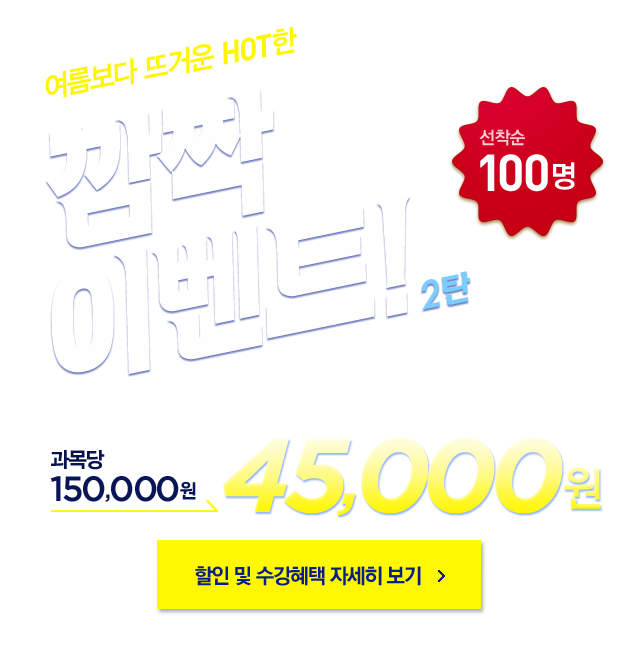 여름보다 뜨거운 HOT한
깜짝
이벤트!
2탄
선착순
100명
과목당
150,000원
45,000원
할인 및 수강혜택 자세히 보기 >